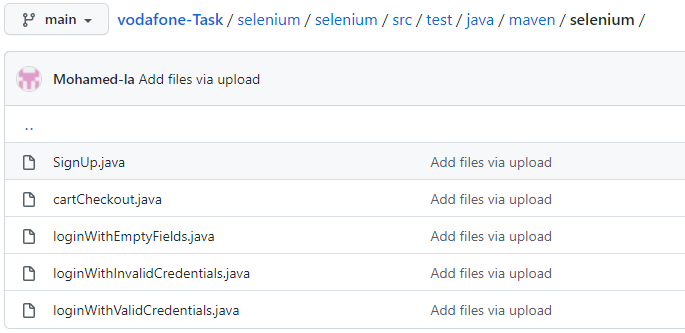 main vodafone-Task / selenium / selenium / src / test / java / maven / selenium /
Mohamed-la Add files via upload
..
SignUp.java Add files via upload
cartCheckout.java Add files via upload
loginWithEmptyFields.java Add files via upload
loginWithInvalidCredentials.java Add files via upload
loginWithValidCredentials.java Add files via upload